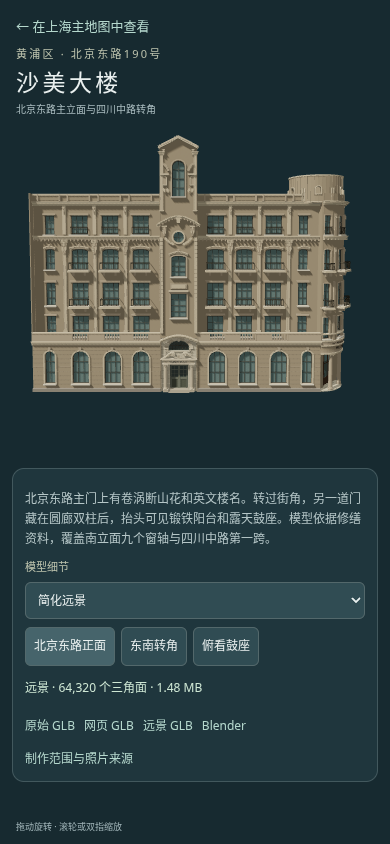 ← 在上海主地图中查看
黄浦区 · 北京东路190号
沙美大楼
北京东路主立面与四川中路转角
北京东路主门上有卷涡断山花和英文楼名。转过街角，另一道门
藏在圆廊双柱后，抬头可见锻铁阳台和露天鼓座。模型依据修缮
资料，覆盖南立面九个窗轴与四川中路第一跨。
模型细节
简化远景
北京东路正面 东南转角 俯看鼓座
远景 · 64,320 个三角面 · 1.48 MB
原始 GLB 网页 GLB 远景 GLB Blender
制作范围与照片来源
拖动旋转 · 滚轮或双指缩放